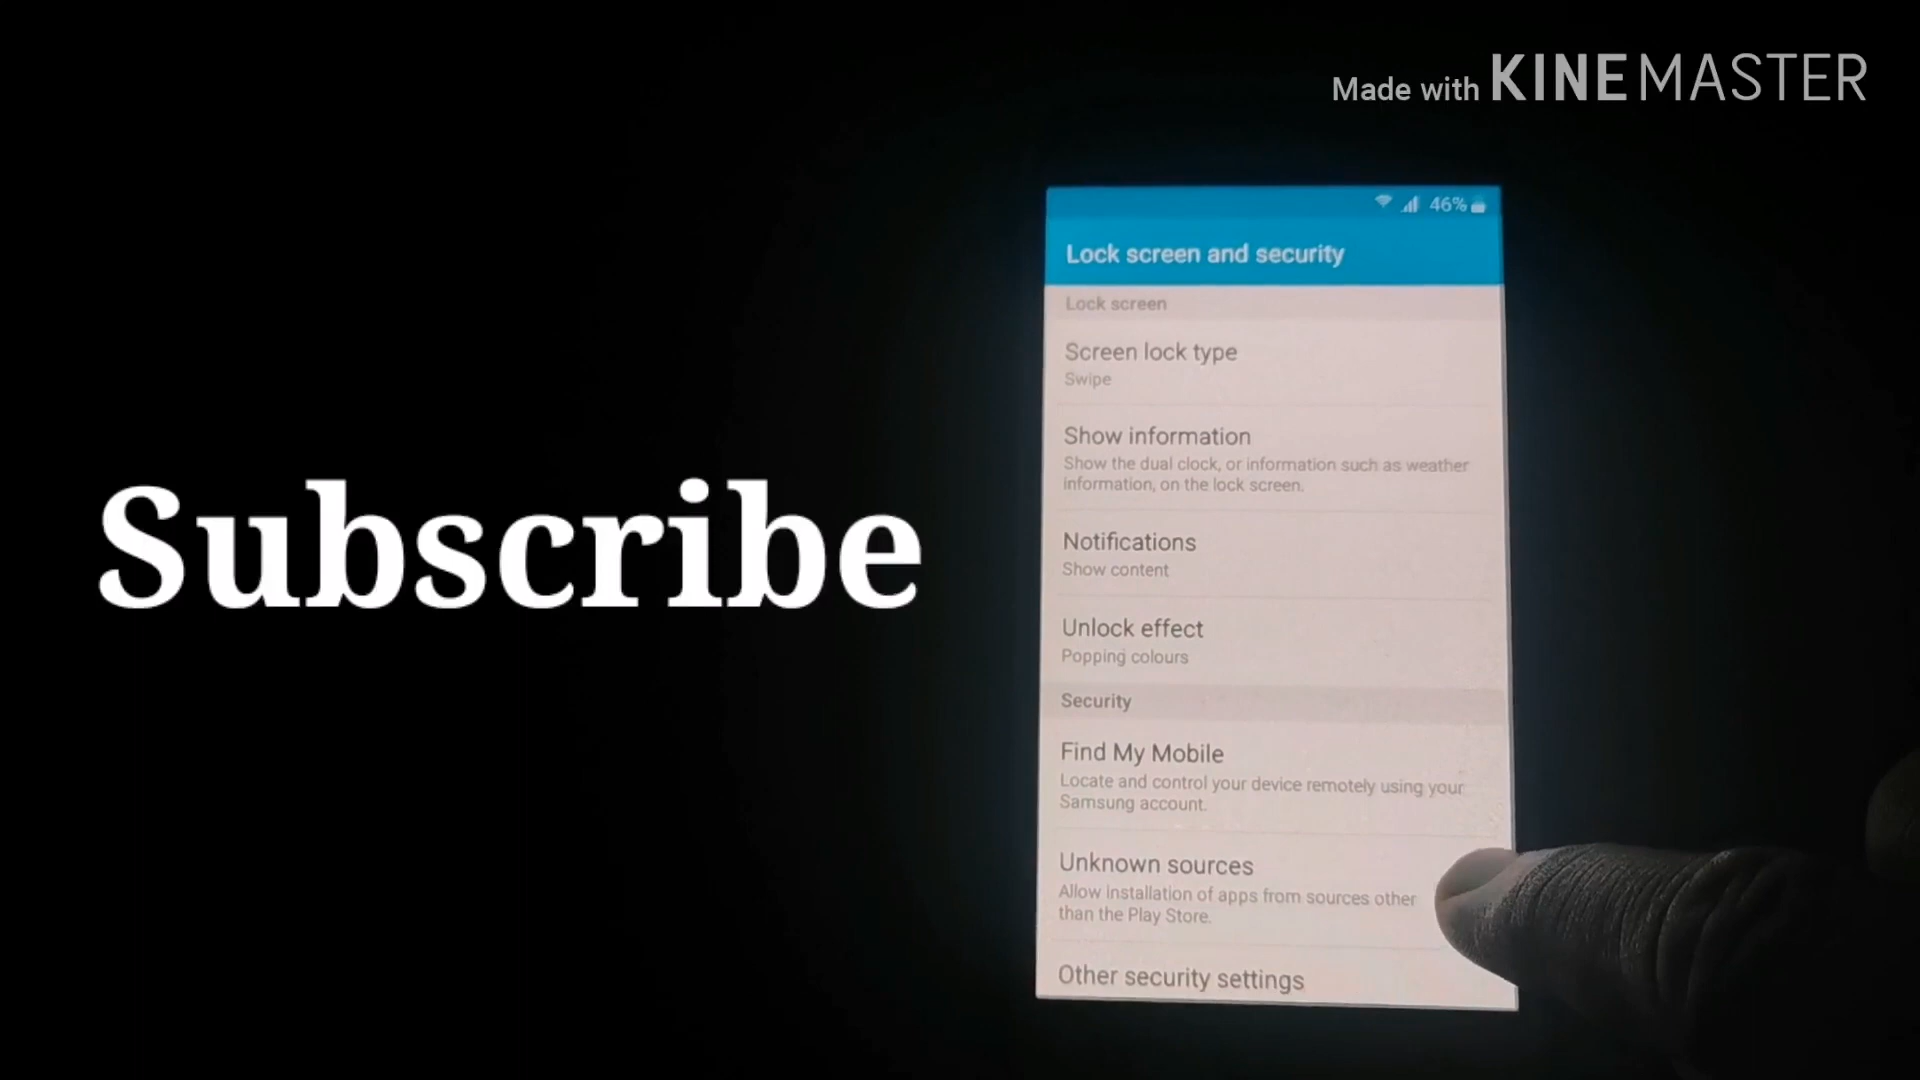 Made with KINEMASTER
46%
Lock screen and security
Lock screen
Screen lock type
Swipe
Show information
Show the dual clock, or information such as weather
information, on the lock screen.
Notifications
Show content
Unlock effect
Popping colours
Security
Find My Mobile
Locate and control your device remotely using your
Samsung account.
Unknown sources
Allow installation of apps from sources other
than the Play Store.
Other security settings
Subscribe